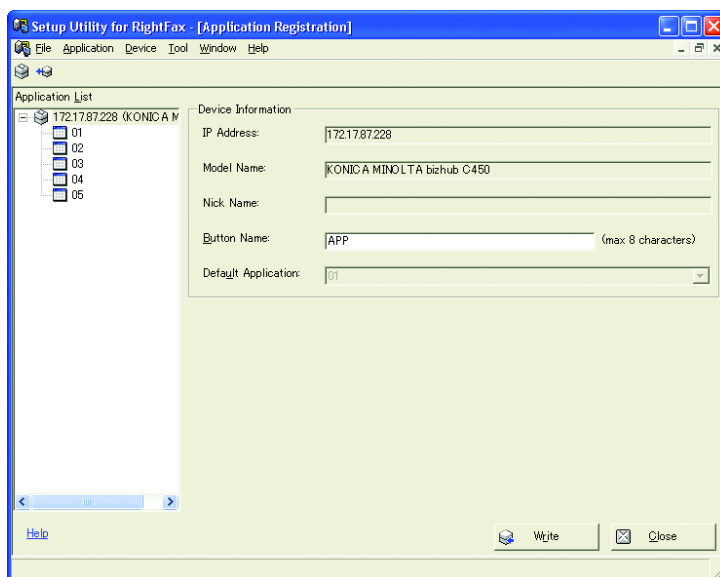 Setup Utility for RightFax - [Application Registration]
File Application Device Tool Window Help
Application List
172.17.87.228 (KONICA M
01
02
03
04
05
Device Information
IP Address: 172.17.87.228
Model Name: KONICA MINOLTA bizhub C450
Nick Name:
Button Name: APP (max 8 characters)
Default Application: 01
Help
Write Close